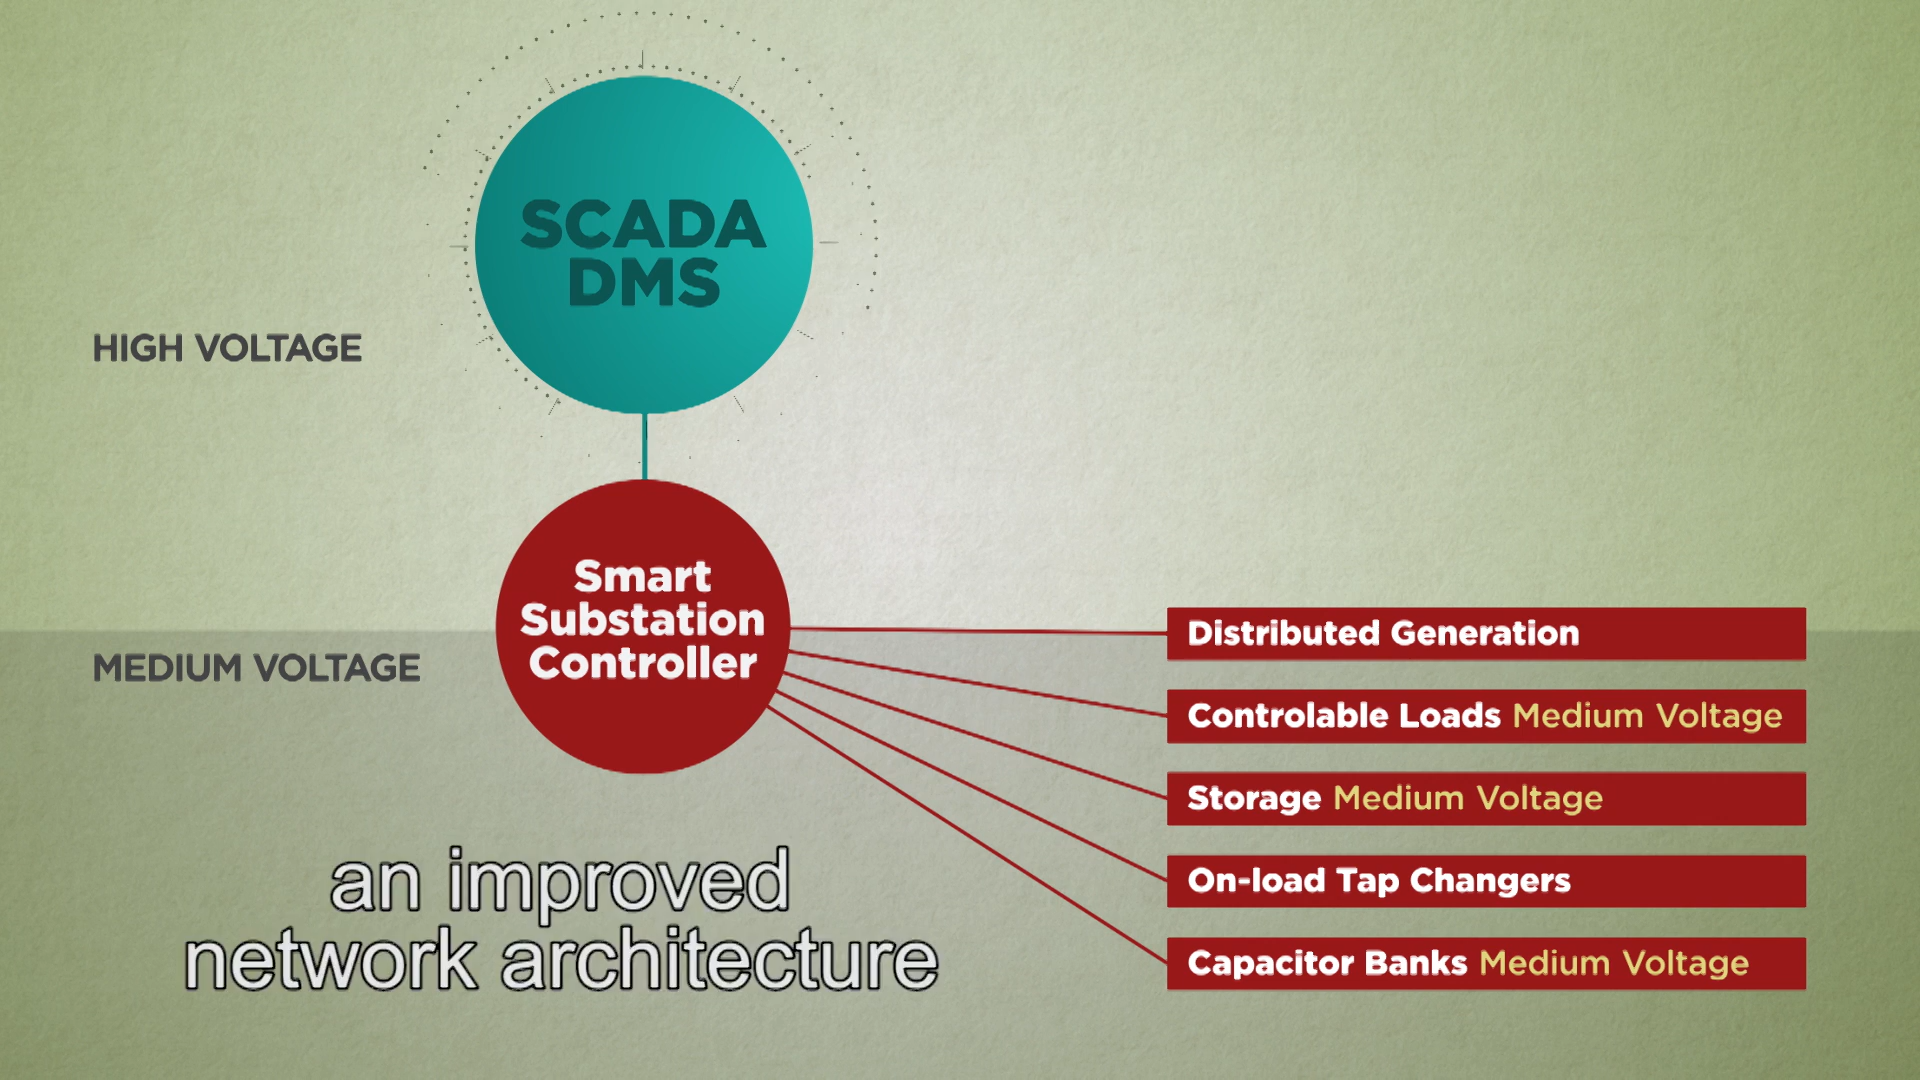 SCADA
DMS
HIGH VOLTAGE
Smart
Substation
Controller
MEDIUM VOLTAGE
Distributed Generation
Controlable Loads Medium Voltage
Storage Medium Voltage
On-load Tap Changers
Capacitor Banks Medium Voltage
an improved
network architecture